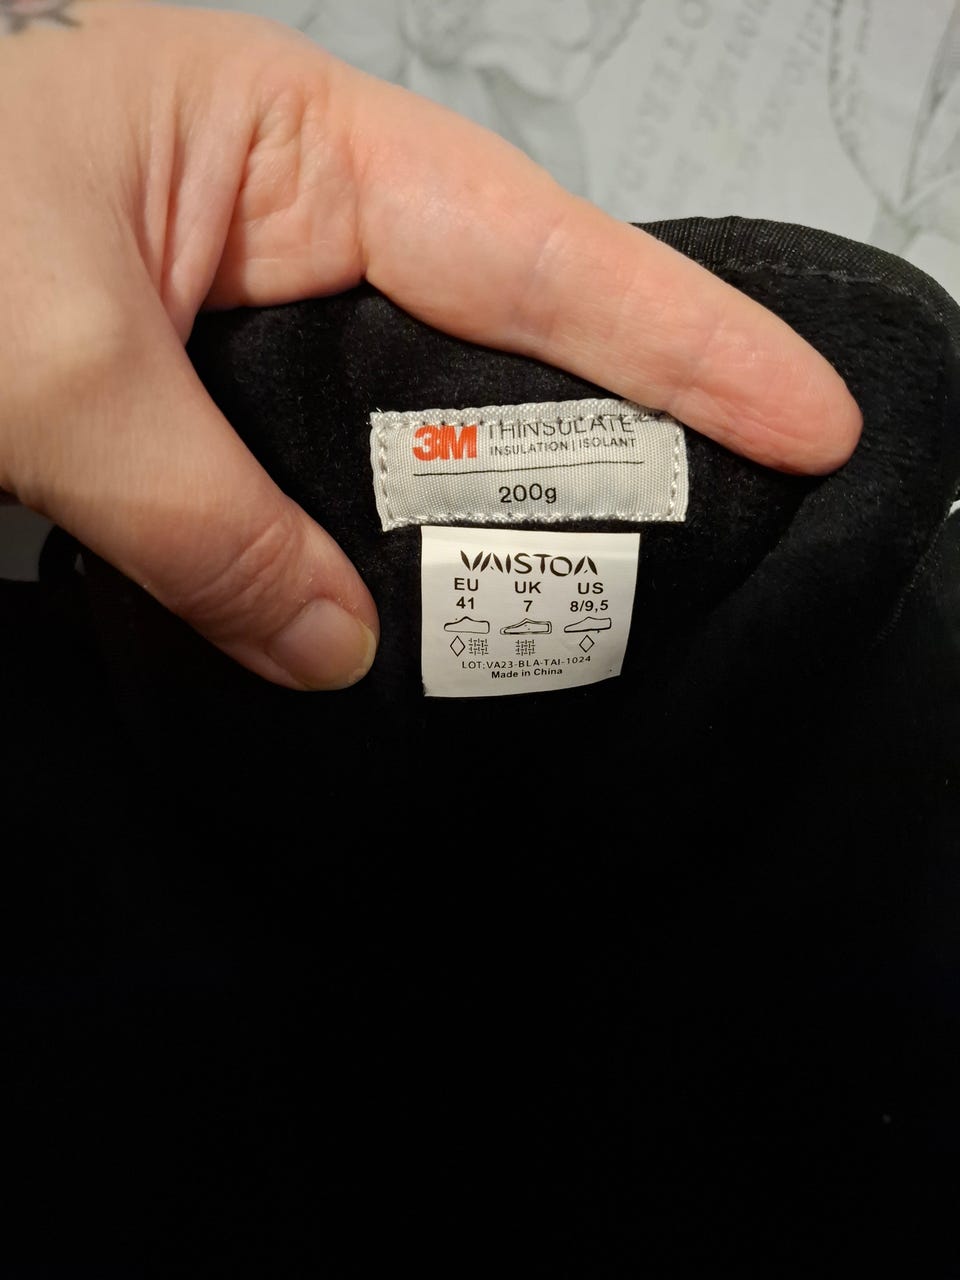 3M THINSULATE
INSULATION | ISOLANT
200g
VAISTOA
EU UK US
41 7 8/9,5
LOT:VA23-BLA-TAI-1024
Made in China